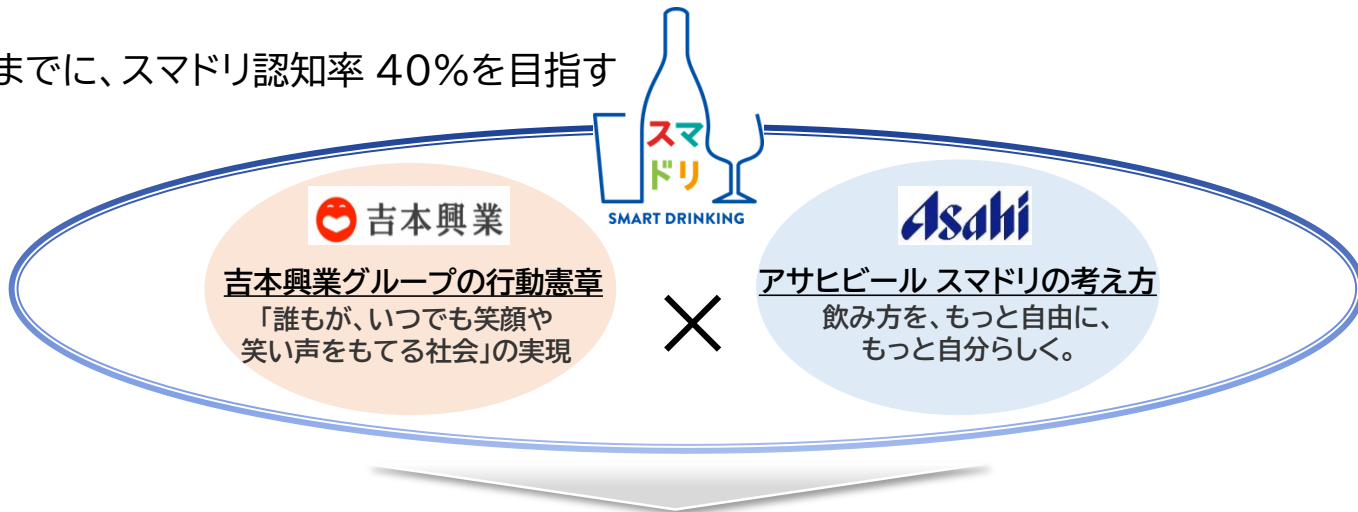 までに、スマドリ認知率 40%を目指す
スマ
ドリ
SMART DRINKING
吉本興業
吉本興業グループの行動憲章
「誰もが、いつでも笑顔や
笑い声をもてる社会」の実現
×
Asahi
アサヒビール スマドリの考え方
飲み方を、もっと自由に、
もっと自分らしく。